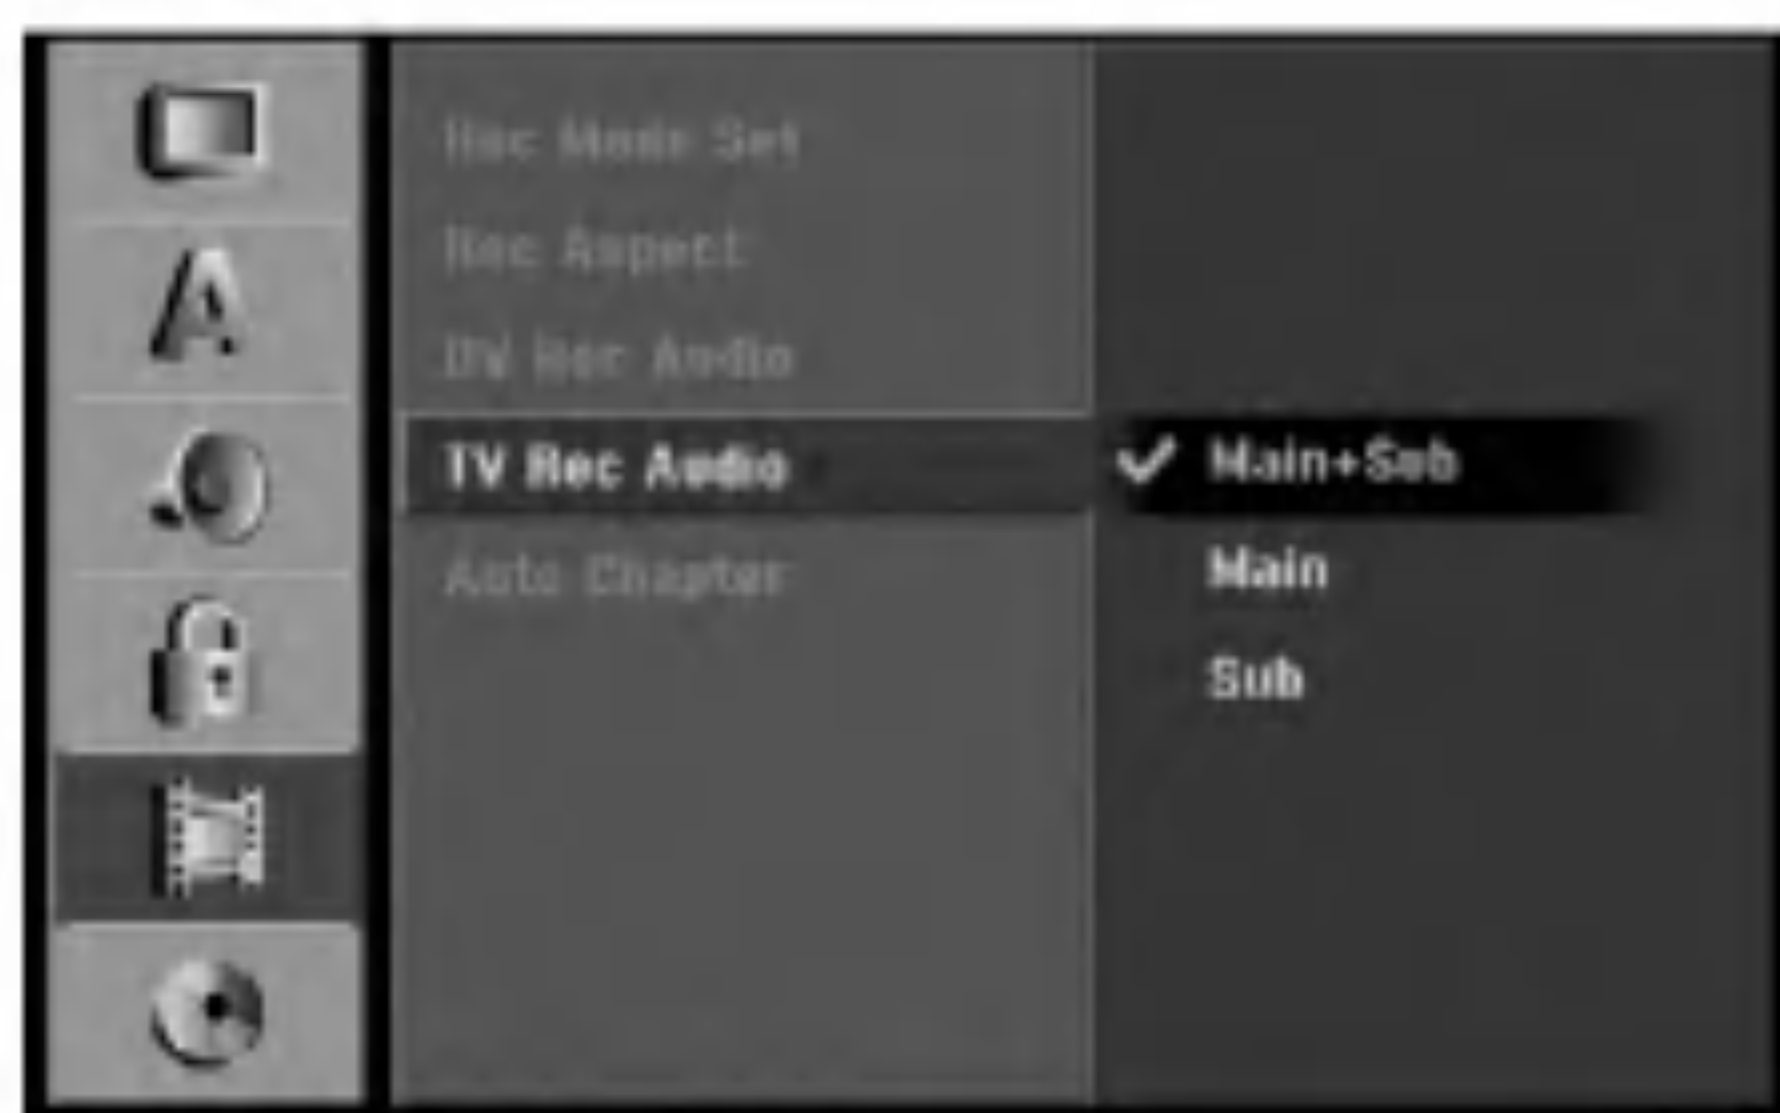 Rec Mode Set
Rec Aspect
DV Rec Audio
TV Rec Audio
Auto Chapter
Main+Sub
Main
Sub